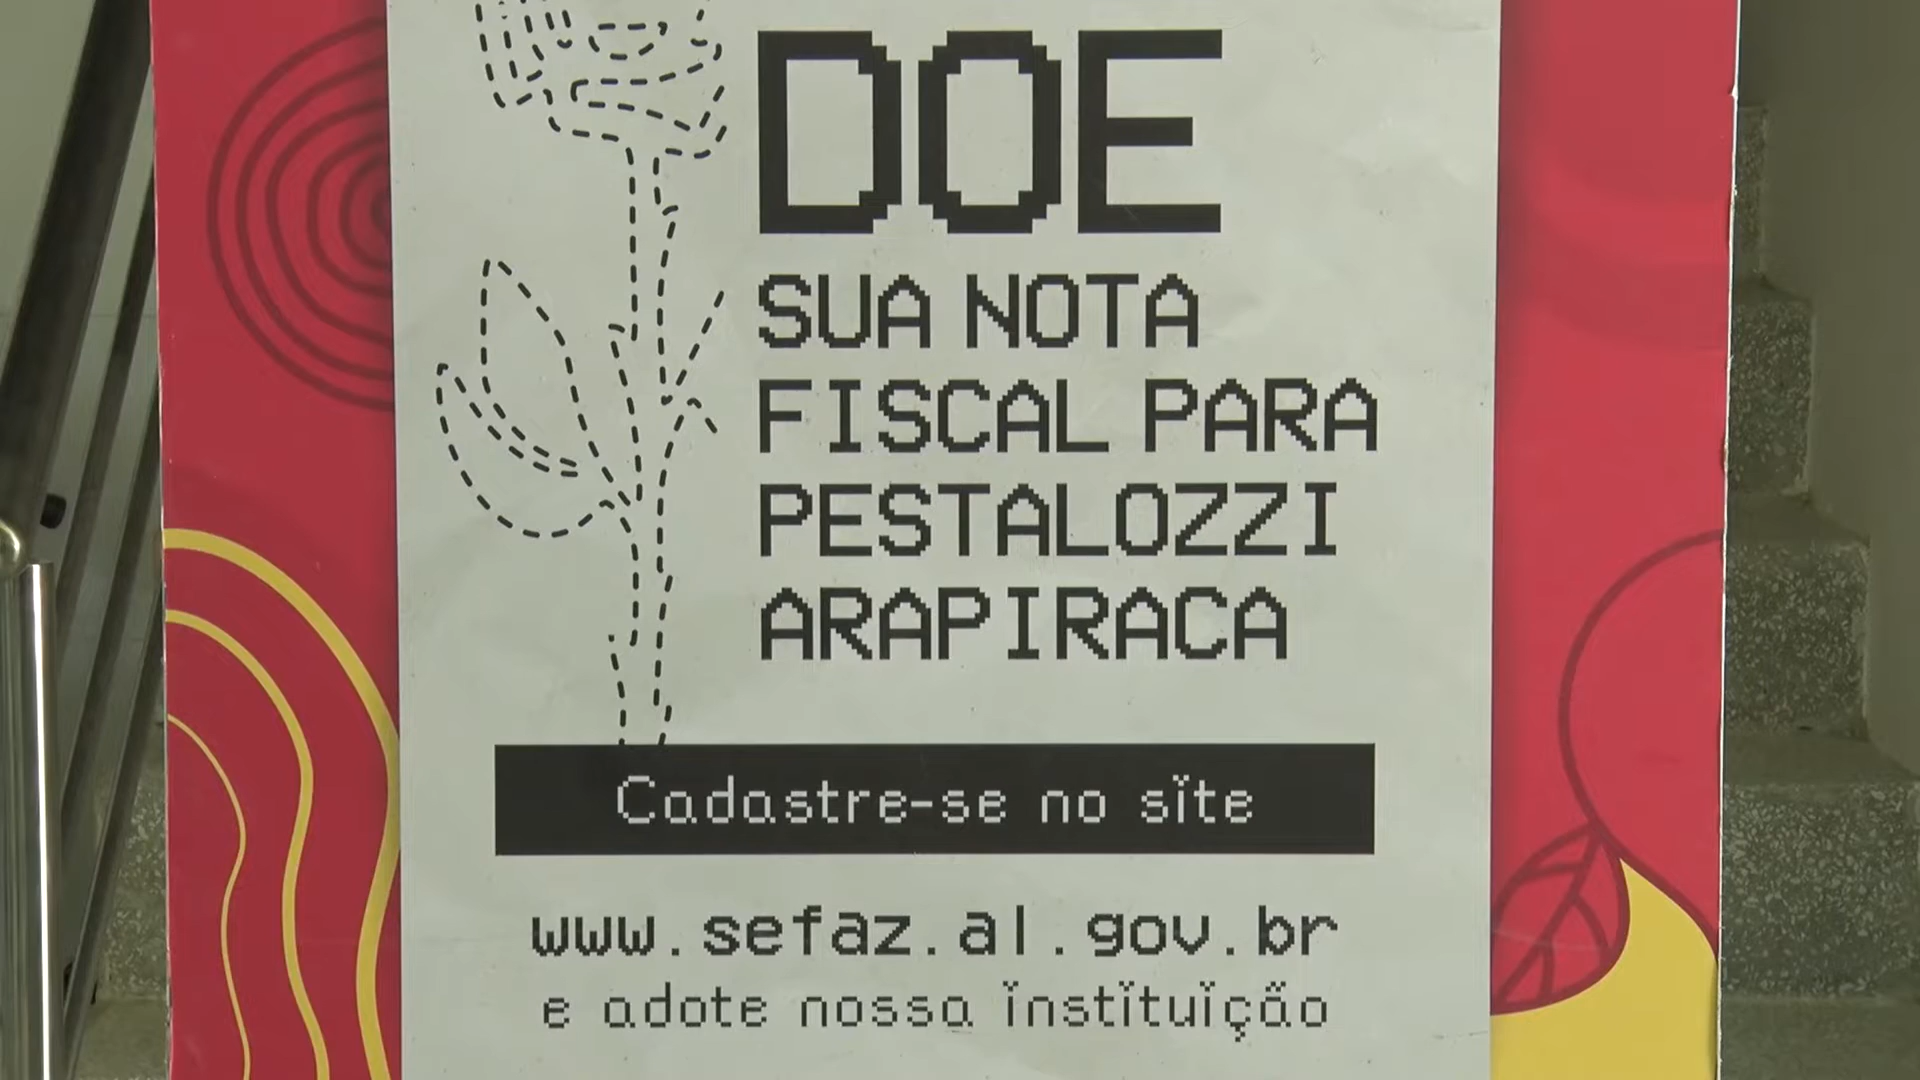 DOE
SUA NOTA
FISCAL PARA
PESTALOZZI
ARAPIRACA
Cadastre-se no site
www.sefaz.al.gov.br
e adote nossa instituição